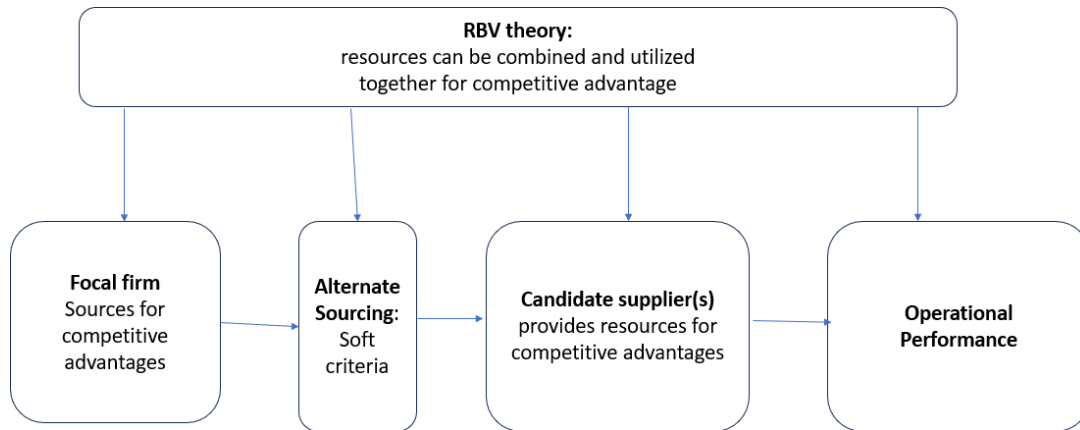 RBV theory:
resources can be combined and utilized
together for competitive advantage
Focal firm
Sources for
competitive
advantages
Alternate
Sourcing:
Soft
criteria
Candidate supplier(s)
provides resources for
competitive advantages
Operational
Performance